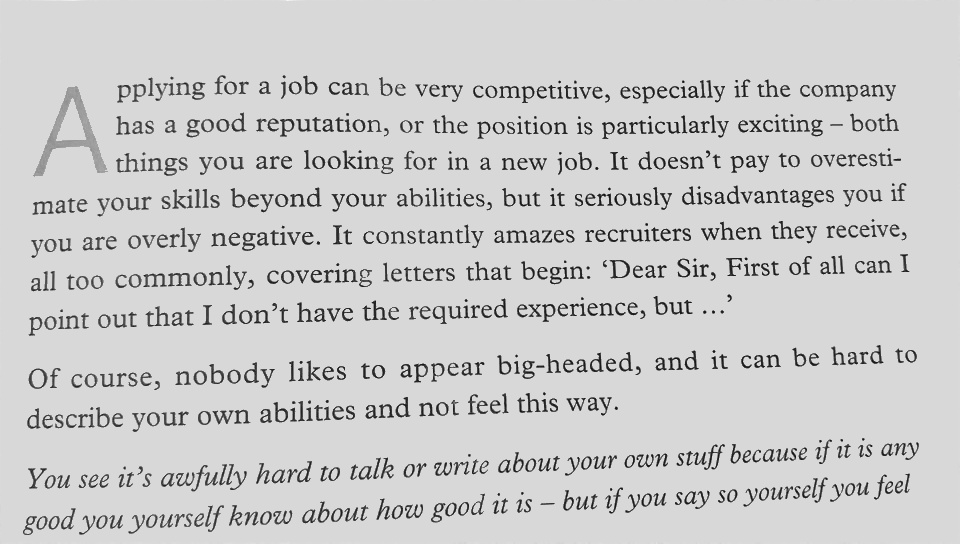 Applying for a job can be very competitive, especially if the company
has a good reputation, or the position is particularly exciting – both
things you are looking for in a new job. It doesn't pay to overesti-
mate your skills beyond your abilities, but it seriously disadvantages you if
you are overly negative. It constantly amazes recruiters when they receive,
all too commonly, covering letters that begin: ‘Dear Sir, First of all can I
point out that I don’t have the required experience, but …’
Of course, nobody likes to appear big-headed, and it can be hard to
describe your own abilities and not feel this way.
You see it’s awfully hard to talk or write about your own stuff because if it is any
good you yourself know about how good it is – but if you say so yourself you feel